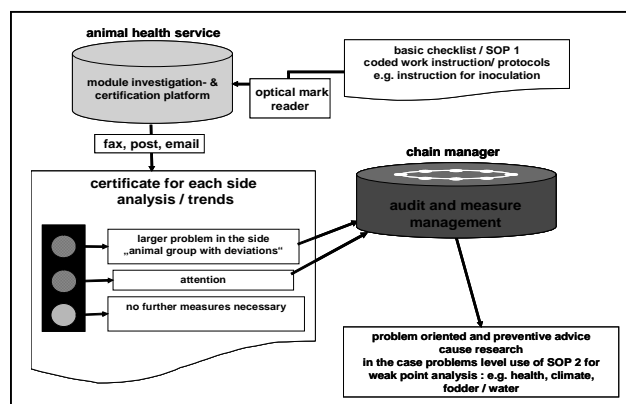 animal health service
module investigation- &
certification platform
basic checklist / SOP 1
coded work instruction/ protocols
e.g. instruction for inoculation
optical mark
reader
fax, post, email
certificate for each side
analysis / trends
larger problem in the side
„animal group with deviations“
attention
no further measures necessary
chain manager
audit and measure
management
problem oriented and preventive advice
cause research
in the case problems level use of SOP 2 for
weak point analysis : e.g. health, climate,
fodder / water